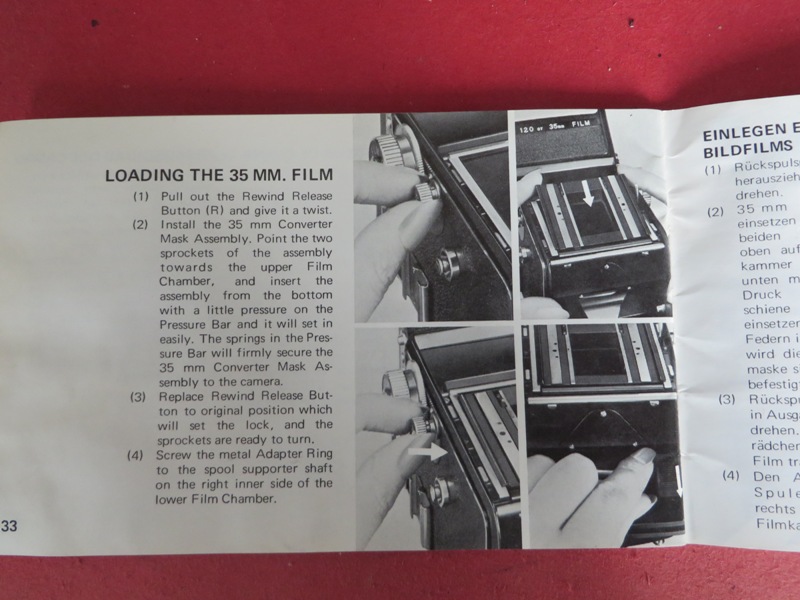 LOADING THE 35 MM. FILM
(1) Pull out the Rewind Release
Button (R) and give it a twist.
(2) Install the 35 mm Converter
Mask Assembly. Point the two
sprockets of the assembly
towards the upper Film
Chamber, and insert the
assembly from the bottom
with a little pressure on the
Pressure Bar and it will set in
easily. The springs in the Pres-
sure Bar will firmly secure the
35 mm Converter Mask As-
sembly to the camera.
(3) Replace Rewind Release But-
ton to original position which
will set the lock, and the
sprockets are ready to turn.
(4) Screw the metal Adapter Ring
to the spool supporter shaft
on the right inner side of the
lower Film Chamber.
33
120 or 35mm FILM
EINLEGEN E
BILDFILMS
(1) Rückspuls
herauszieh
drehen.
(2) 35 mm
einsetzen
beiden
oben auf
kammer
unten m
Druck
schiene
einsetzen
Federn i
wird die
maske s
befestigt
(3) Rückspu
in Ausga
drehen.
rädchen
Film tra
(4) Den A
Spule
rechts
Filmka